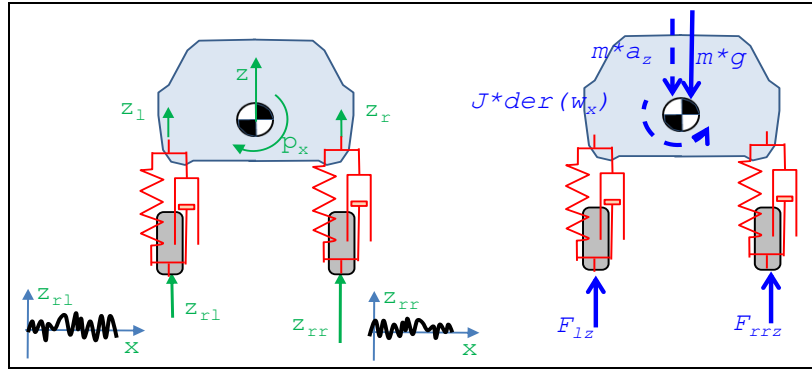 z
z_l
z_r
p_x
z_rl
z_rr
z_rl
x
z_rr
x
m*a_z
m*g
J*der(w_x)
F_lz
F_rrz